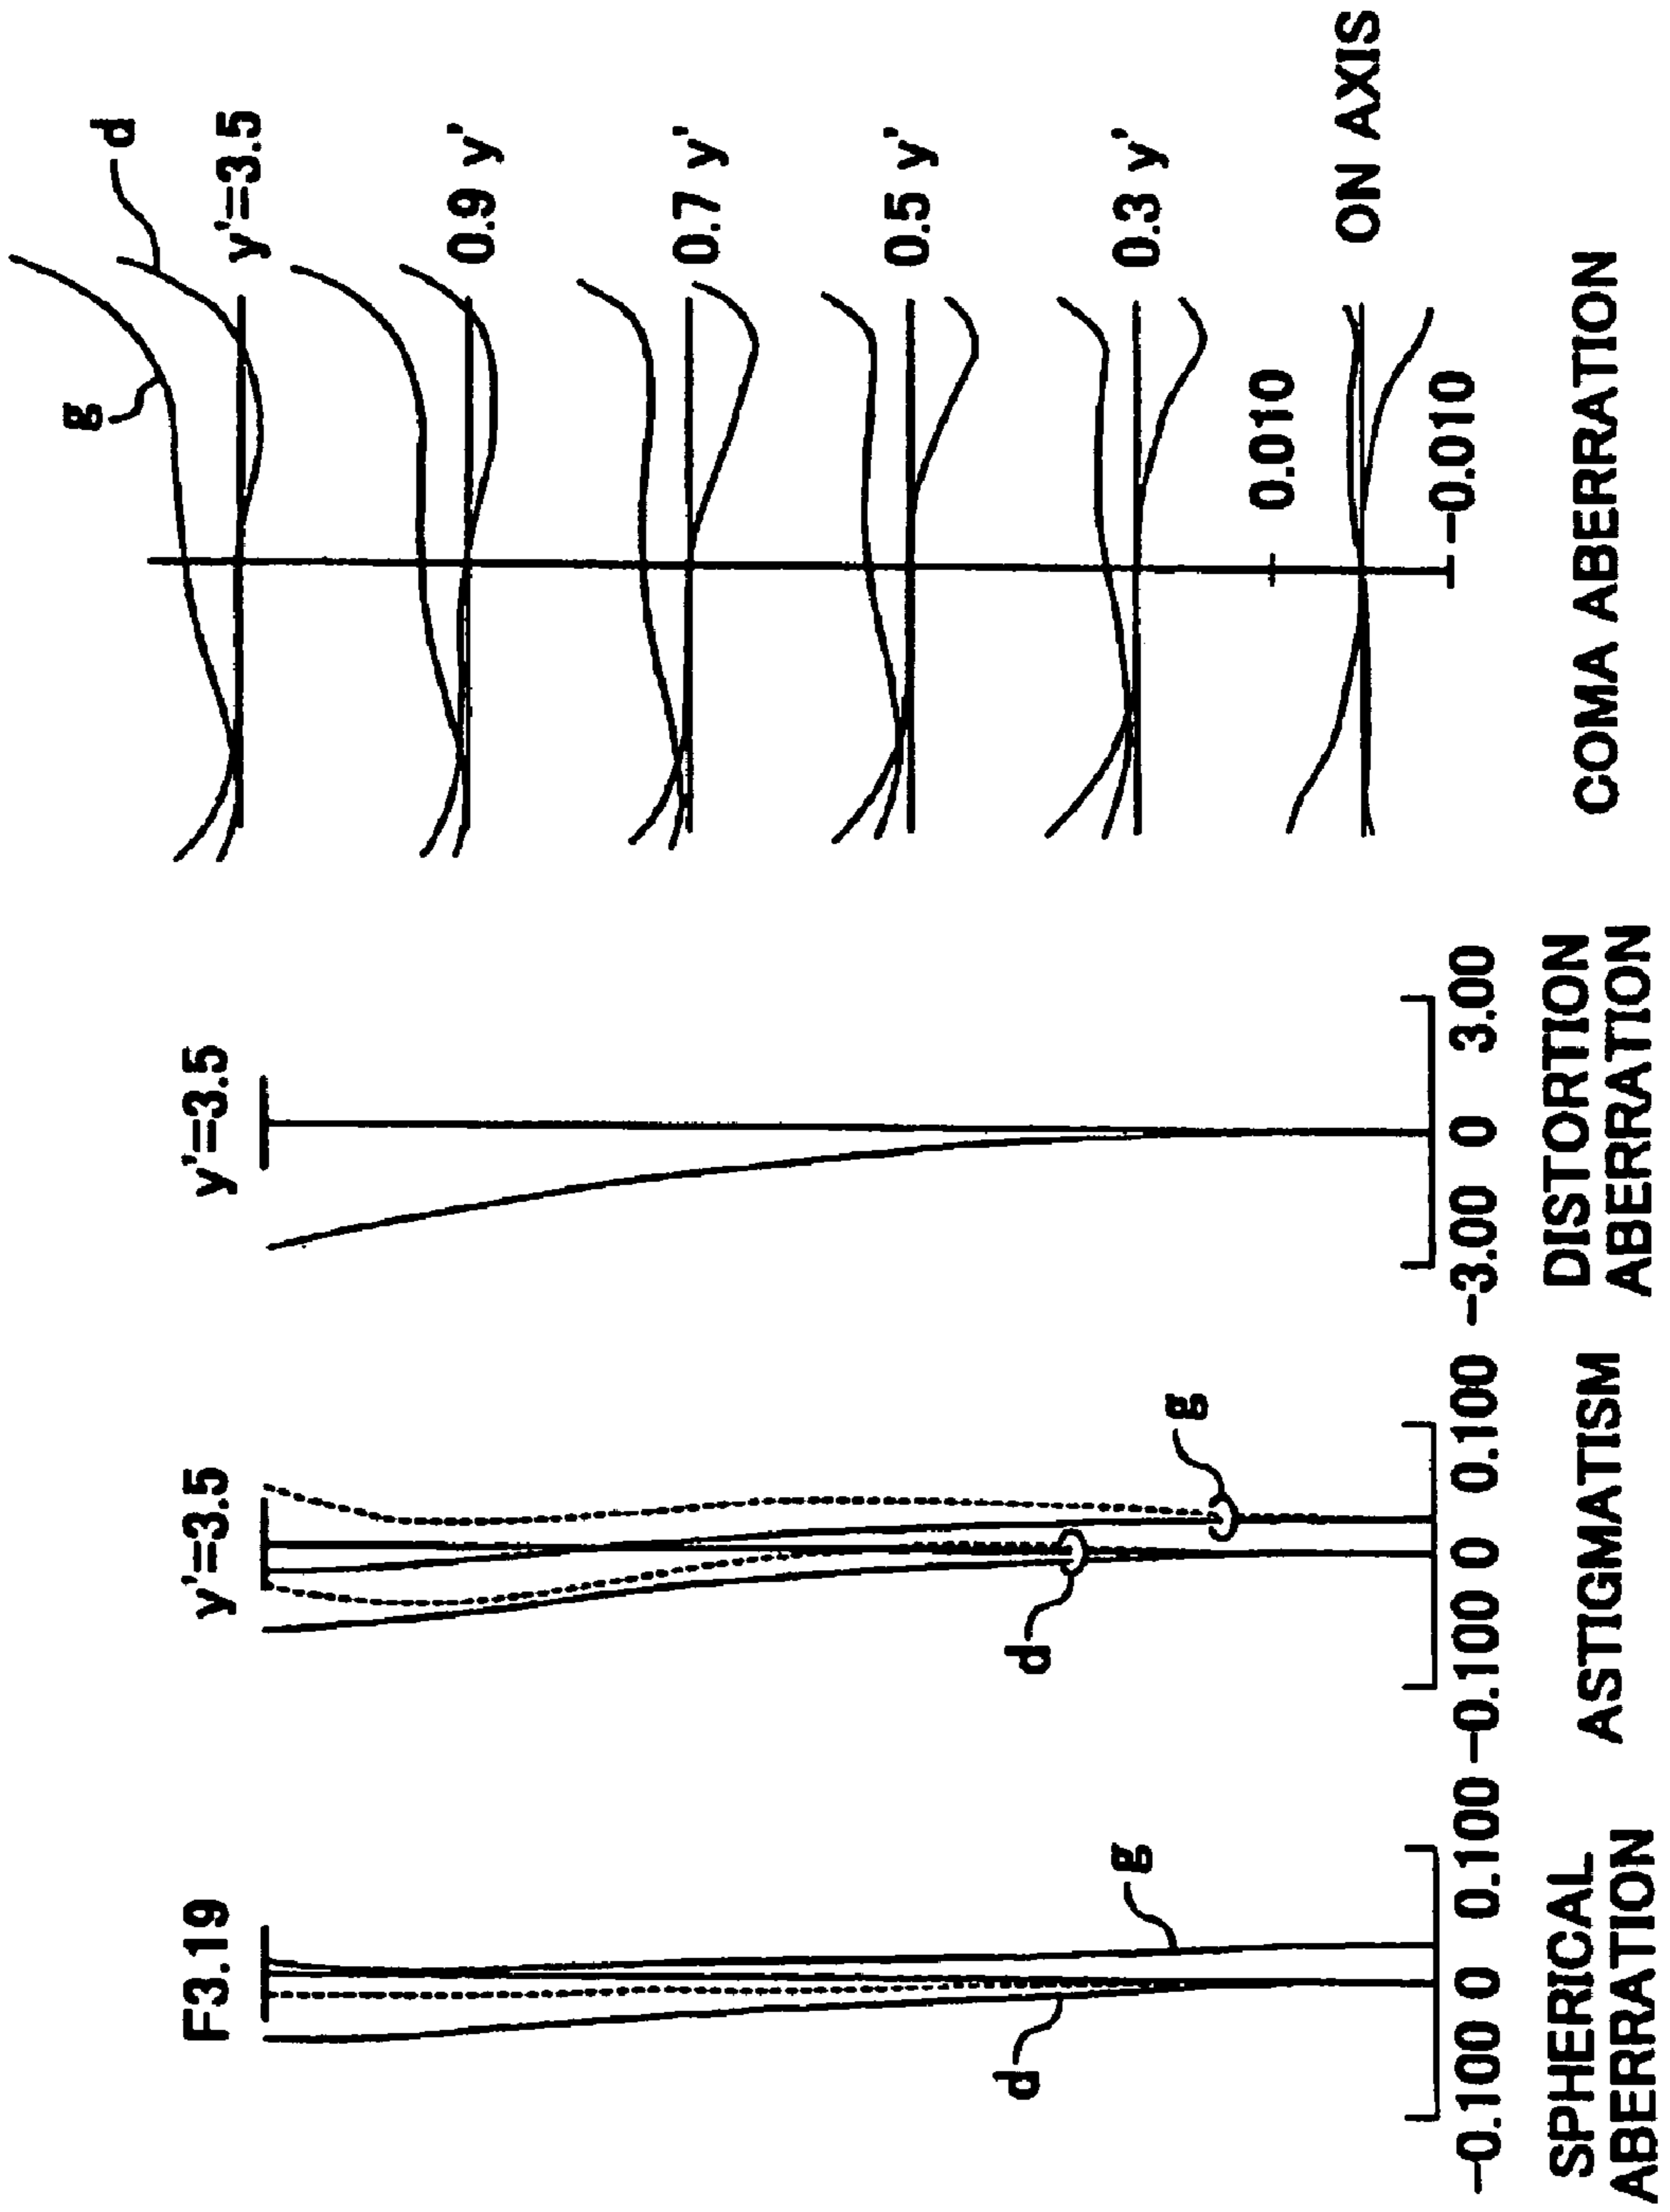 F3.19
g
d
−0.100 0 0.100
SPHERICAL
ABERRATION
y'=3.5
g
d
−0.100 0 0.100
ASTIGMATISM
y'=3.5
−3.00 0 3.00
DISTORTION
ABERRATION
g
d
y'=3.5
0.9 y'
0.7 y'
0.5 y'
0.3 y'
0.010
ON AXIS
−0.010
COMA ABERRATION